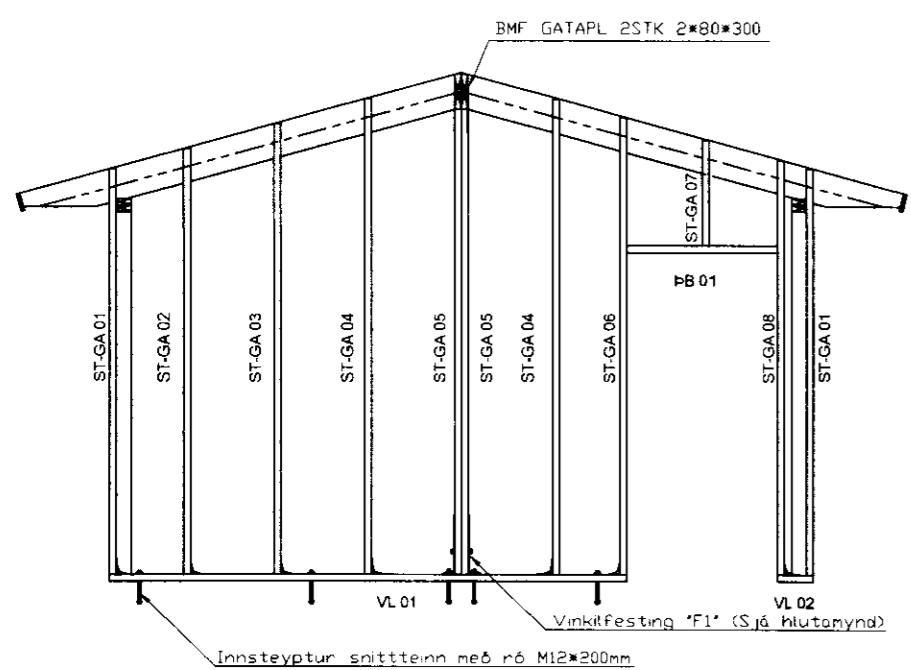 BMF GATAPL 2STK 2*80*300
ST-GA 01
ST-GA 02
ST-GA 03
ST-GA 04
ST-GA 05
ST-GA 05
ST-GA 04
ST-GA 06
ST-GA 07
ÞB 01
ST-GA 08
ST-GA 01
VL 01
VL 02
Vinkilfesting "F1" (Sjá hlutamynd)
Innsteyptur snittteinn með ró M12*200mm